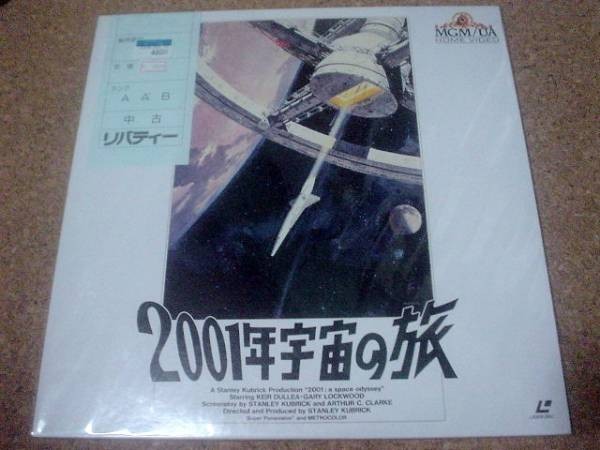 MGM/UA
HOME VIDEO
ランク
A A' B
中古
リバティー
2001年宇宙の旅
A Stanley Kubrick Production "2001: a space odyssey"
Starring KEIR DULLEA・GARY LOCKWOOD
Screenplay by STANLEY KUBRICK and ARTHUR C. CLARKE
Directed and Produced by STANLEY KUBRICK
Super Panavision® and METROCOLOR